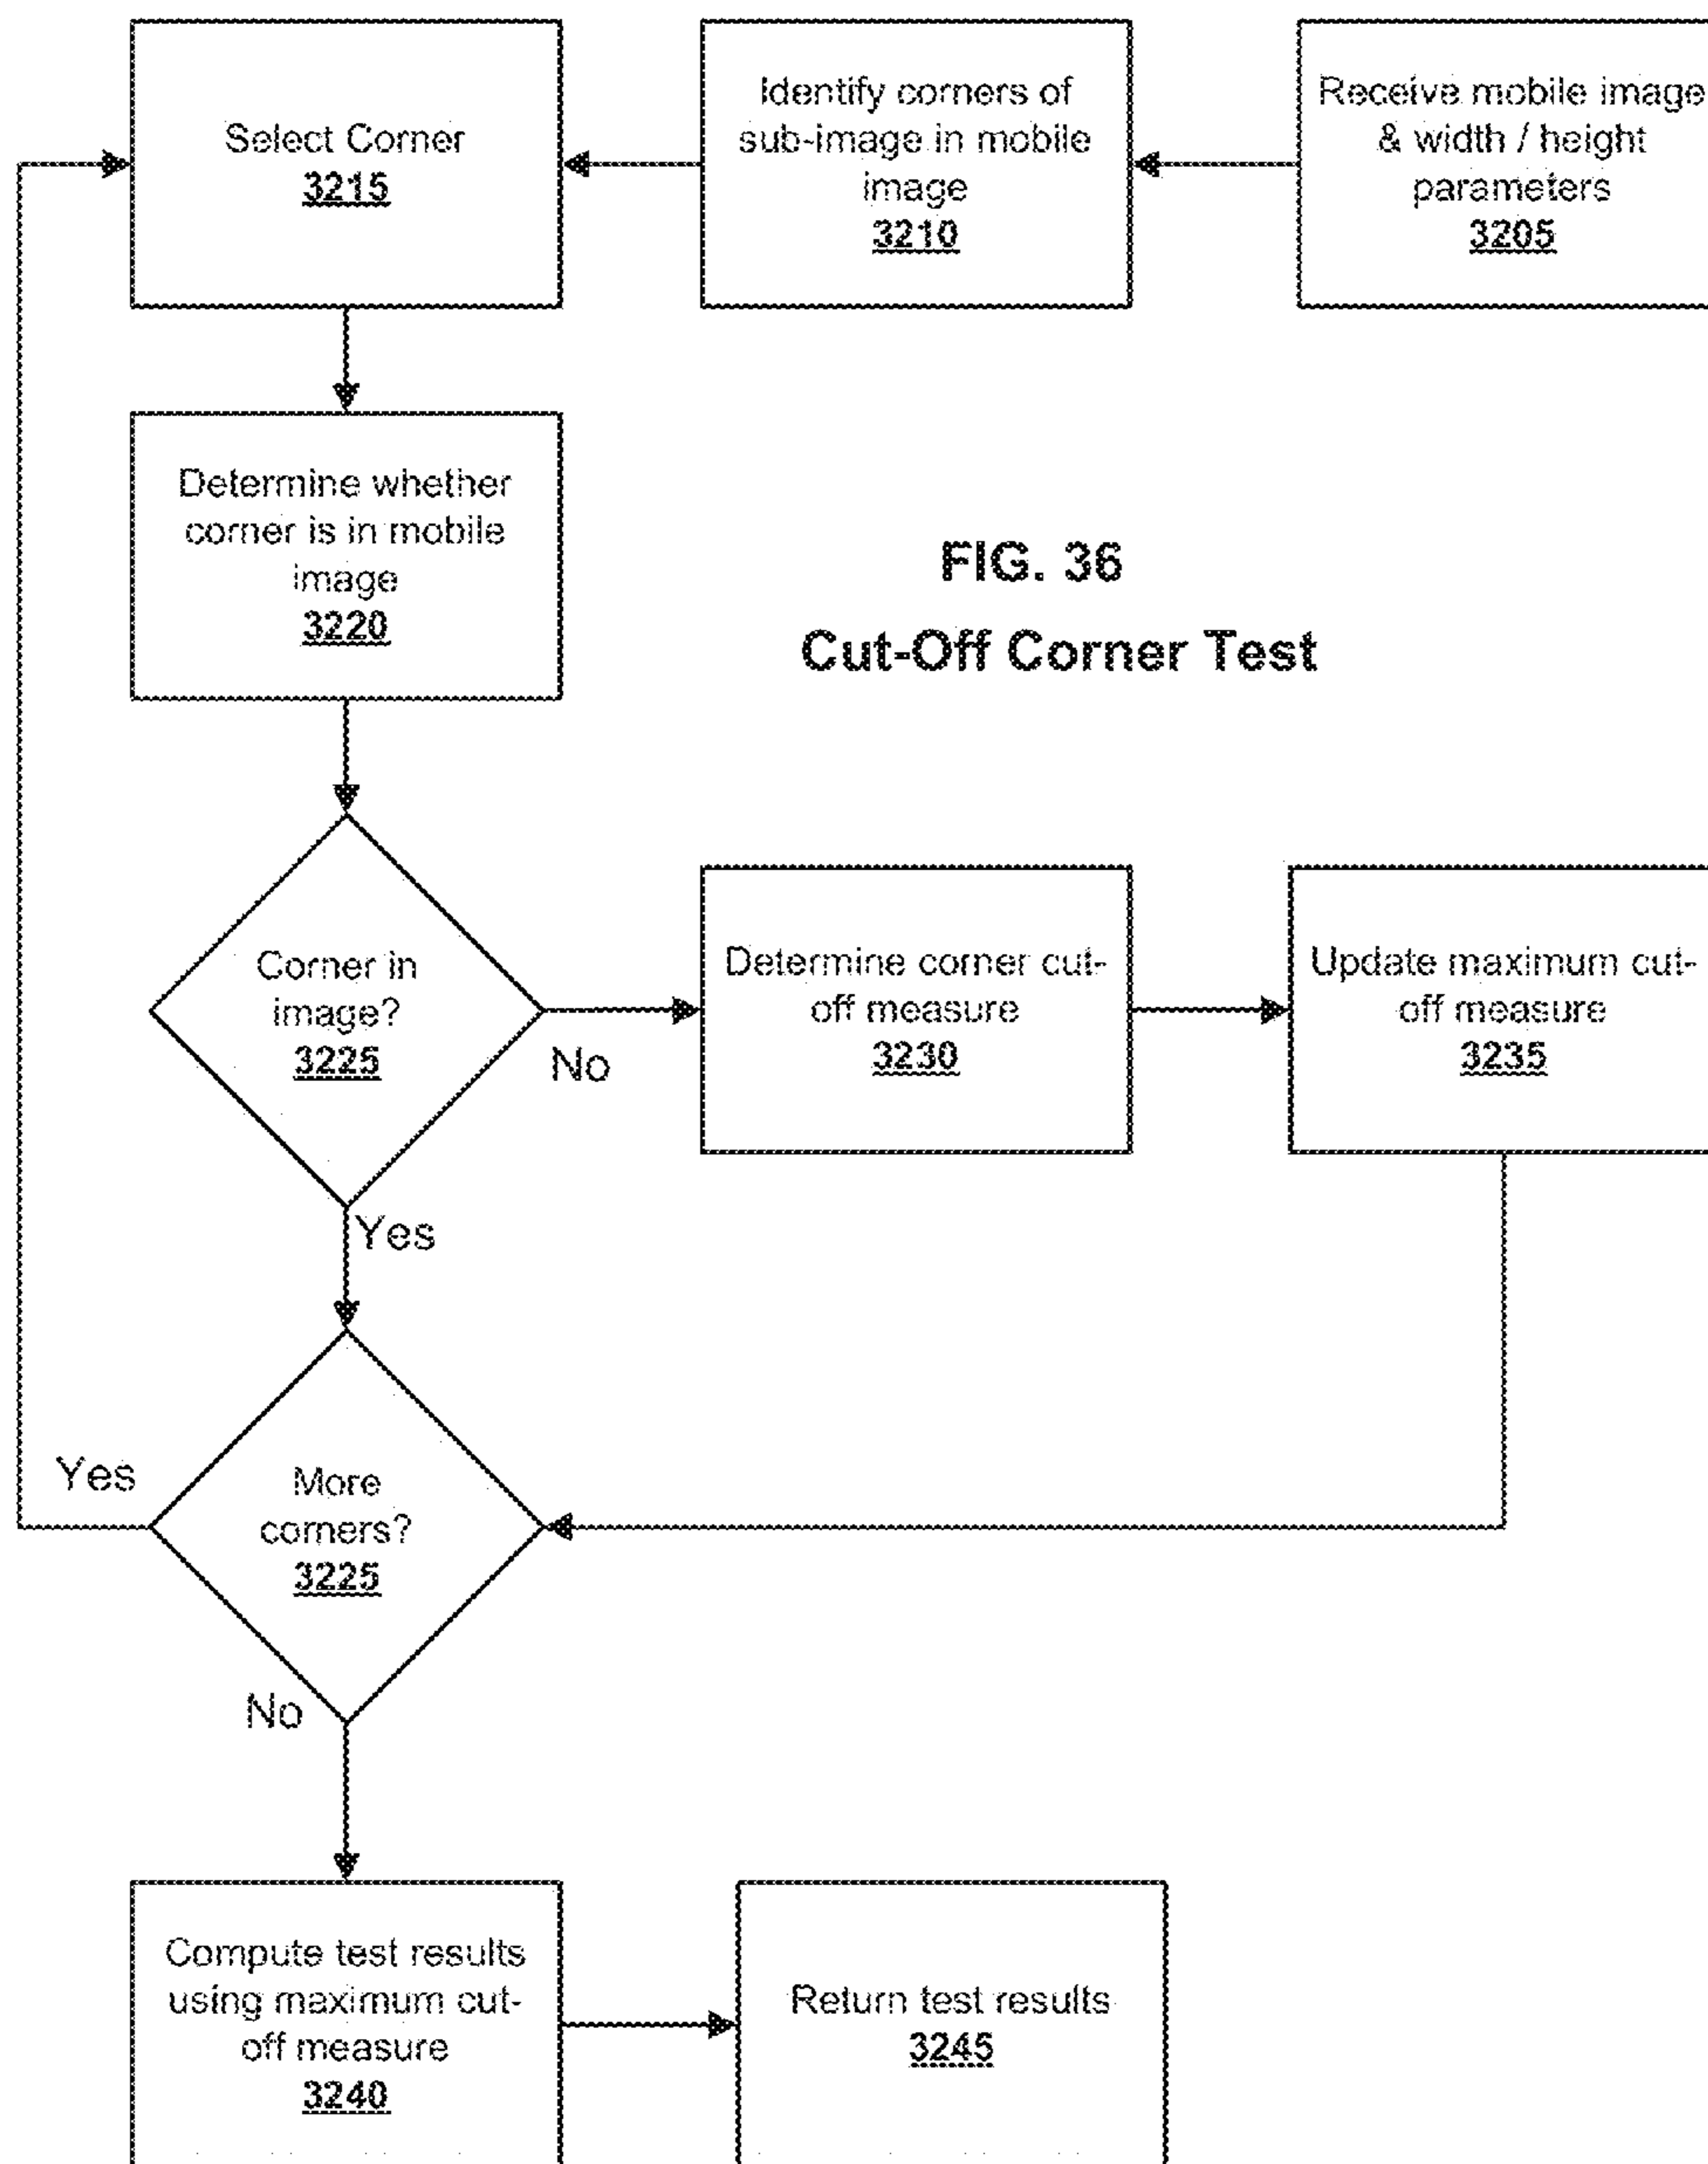 Select Corner
3215
Identify corners of
sub-image in mobile
image
3210
Receive mobile image
& width / height
parameters
3205
Determine whether
corner is in mobile
image
3220
FIG. 36
Cut-Off Corner Test
Corner in
image?
3225
No
Yes
Determine corner cut-
off measure
3230
Update maximum cut-
off measure
3235
More
corners?
3225
Yes
No
Compute test results
using maximum cut-
off measure
3240
Return test results
3245